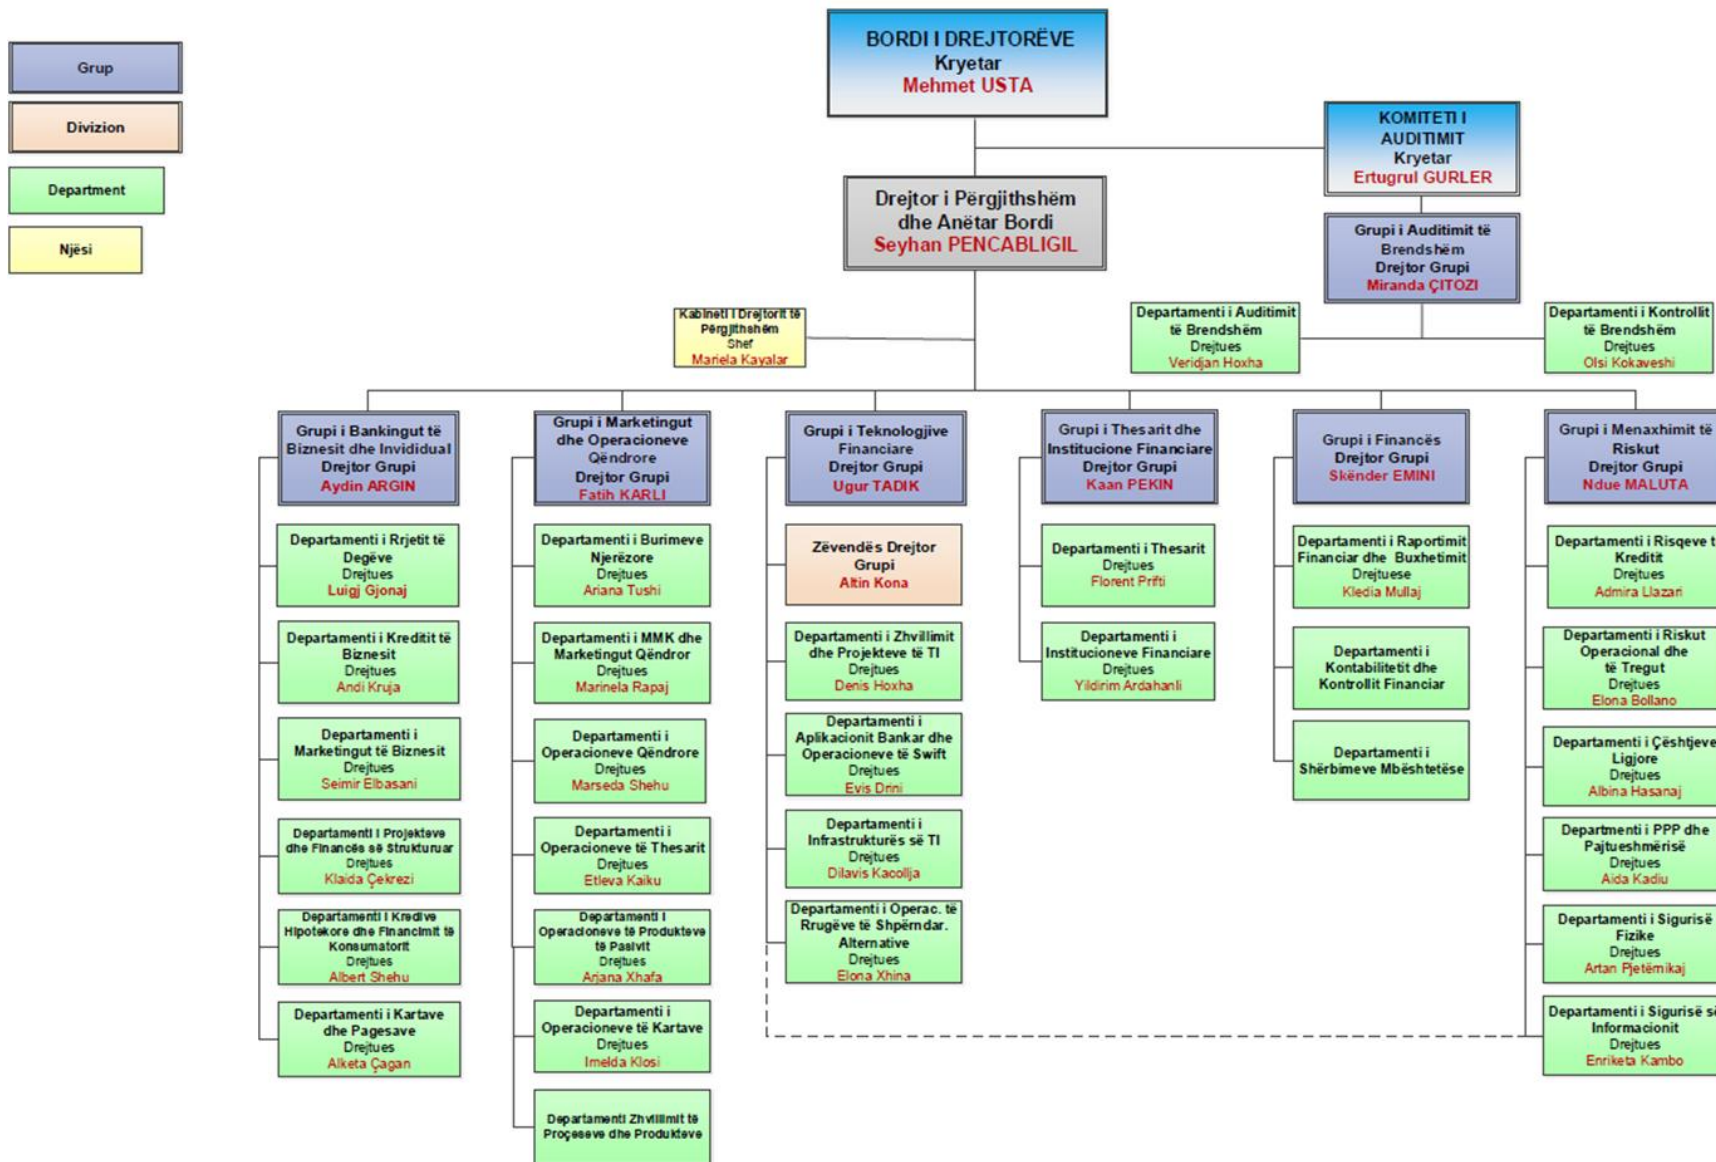 Grup
Divizion
Department
Njësi
BORDI I DREJTORËVE
Kryetar
Mehmet USTA
KOMITETI I
AUDITIMIT
Kryetar
Ertugrul GURLER
Drejtor i Përgjithshëm
dhe Anëtar Bordi
Seyhan PENCABLIGIL
Grupi i Auditimit të
Brendshëm
Drejtor Grupi
Miranda ÇITOZI
Kabineti i Drejtorit të
Përgjithshëm
Shef
Mariela Kayalar
Departamenti i Auditimit
të Brendshëm
Drejtues
Veridjan Hoxha
Departamenti i Kontrollit
të Brendshëm
Drejtues
Olsi Kokaveshi
Grupi i Bankingut të
Biznesit dhe Invididual
Drejtor Grupi
Aydin ARGIN
Departamenti i Rrjetit të
Degëve
Drejtues
Luigj Gjonaj
Departamenti i Kreditit të
Biznesit
Drejtues
Andi Kruja
Departamenti i
Marketingut të Biznesit
Drejtues
Seimir Elbasani
Departamenti i Projekteve
dhe Financës së Strukturuar
Drejtues
Klaida Çekrezi
Departamenti i Kredive
Hipotekore dhe Financimit të
Konsumatorit
Drejtues
Albert Shehu
Departamenti i Kartave
dhe Pagesave
Drejtues
Alketa Çagan
Grupi i Marketingut
dhe Operacioneve
Qëndrore
Drejtor Grupi
Fatih KARLI
Departamenti i Burimeve
Njerëzore
Drejtues
Ariana Tushi
Departamenti i MMK dhe
Marketingut Qëndror
Drejtues
Marinela Rapaj
Departamenti i
Operacioneve Qëndrore
Drejtues
Marseda Shehu
Departamenti i
Operacioneve të Thesarit
Drejtues
Etleva Kaiku
Departamenti i
Operacioneve të Produkteve
të Pasivit
Drejtues
Arjana Xhafa
Departamenti i
Operacioneve të Kartave
Drejtues
Imelda Klosi
Departamenti Zhvillimit të
Proçeseve dhe Produkteve
Grupi i Teknologjive
Financiare
Drejtor Grupi
Ugur TADIK
Zëvendës Drejtor
Grupi
Altin Kona
Departamenti i Zhvillimit
dhe Projekteve të TI
Drejtues
Denis Hoxha
Departamenti i
Aplikacionit Bankar dhe
Operacioneve të Swift
Drejtues
Evis Drini
Departamenti i
Infrastrukturës së TI
Drejtues
Dilavis Kacollja
Departamenti i Operac. të
Rrugëve të Shpërndar.
Alternative
Drejtues
Elona Xhina
Grupi i Thesarit dhe
Institucione Financiare
Drejtor Grupi
Kaan PEKIN
Departamenti i Thesarit
Drejtues
Florent Prifti
Departamenti i
Institucioneve Financiare
Drejtues
Yildirim Ardahanli
Grupi i Financës
Drejtor Grupi
Skënder EMINI
Departamenti i Raportimit
Financiar dhe Buxhetimit
Drejtuese
Kledia Mullaj
Departamenti i
Kontabilitetit dhe
Kontrollit Financiar
Departamenti i
Shërbimeve Mbështetëse
Grupi i Menaxhimit të
Riskut
Drejtor Grupi
Ndue MALUTA
Departamenti i Risqeve t
Kreditit
Drejtues
Admira Llazari
Departamenti i Riskut
Operacional dhe
të Tregut
Drejtues
Elona Bollano
Departamenti i Çështjeve
Ligjore
Drejtues
Albina Hasanaj
Departmenti i PPP dhe
Pajtueshmërisë
Drejtues
Aida Kadiu
Departamenti i Sigurisë
Fizike
Drejtues
Artan Pjetërnikaj
Departamenti i Sigurisë së
Informacionit
Drejtues
Enriketa Kambo